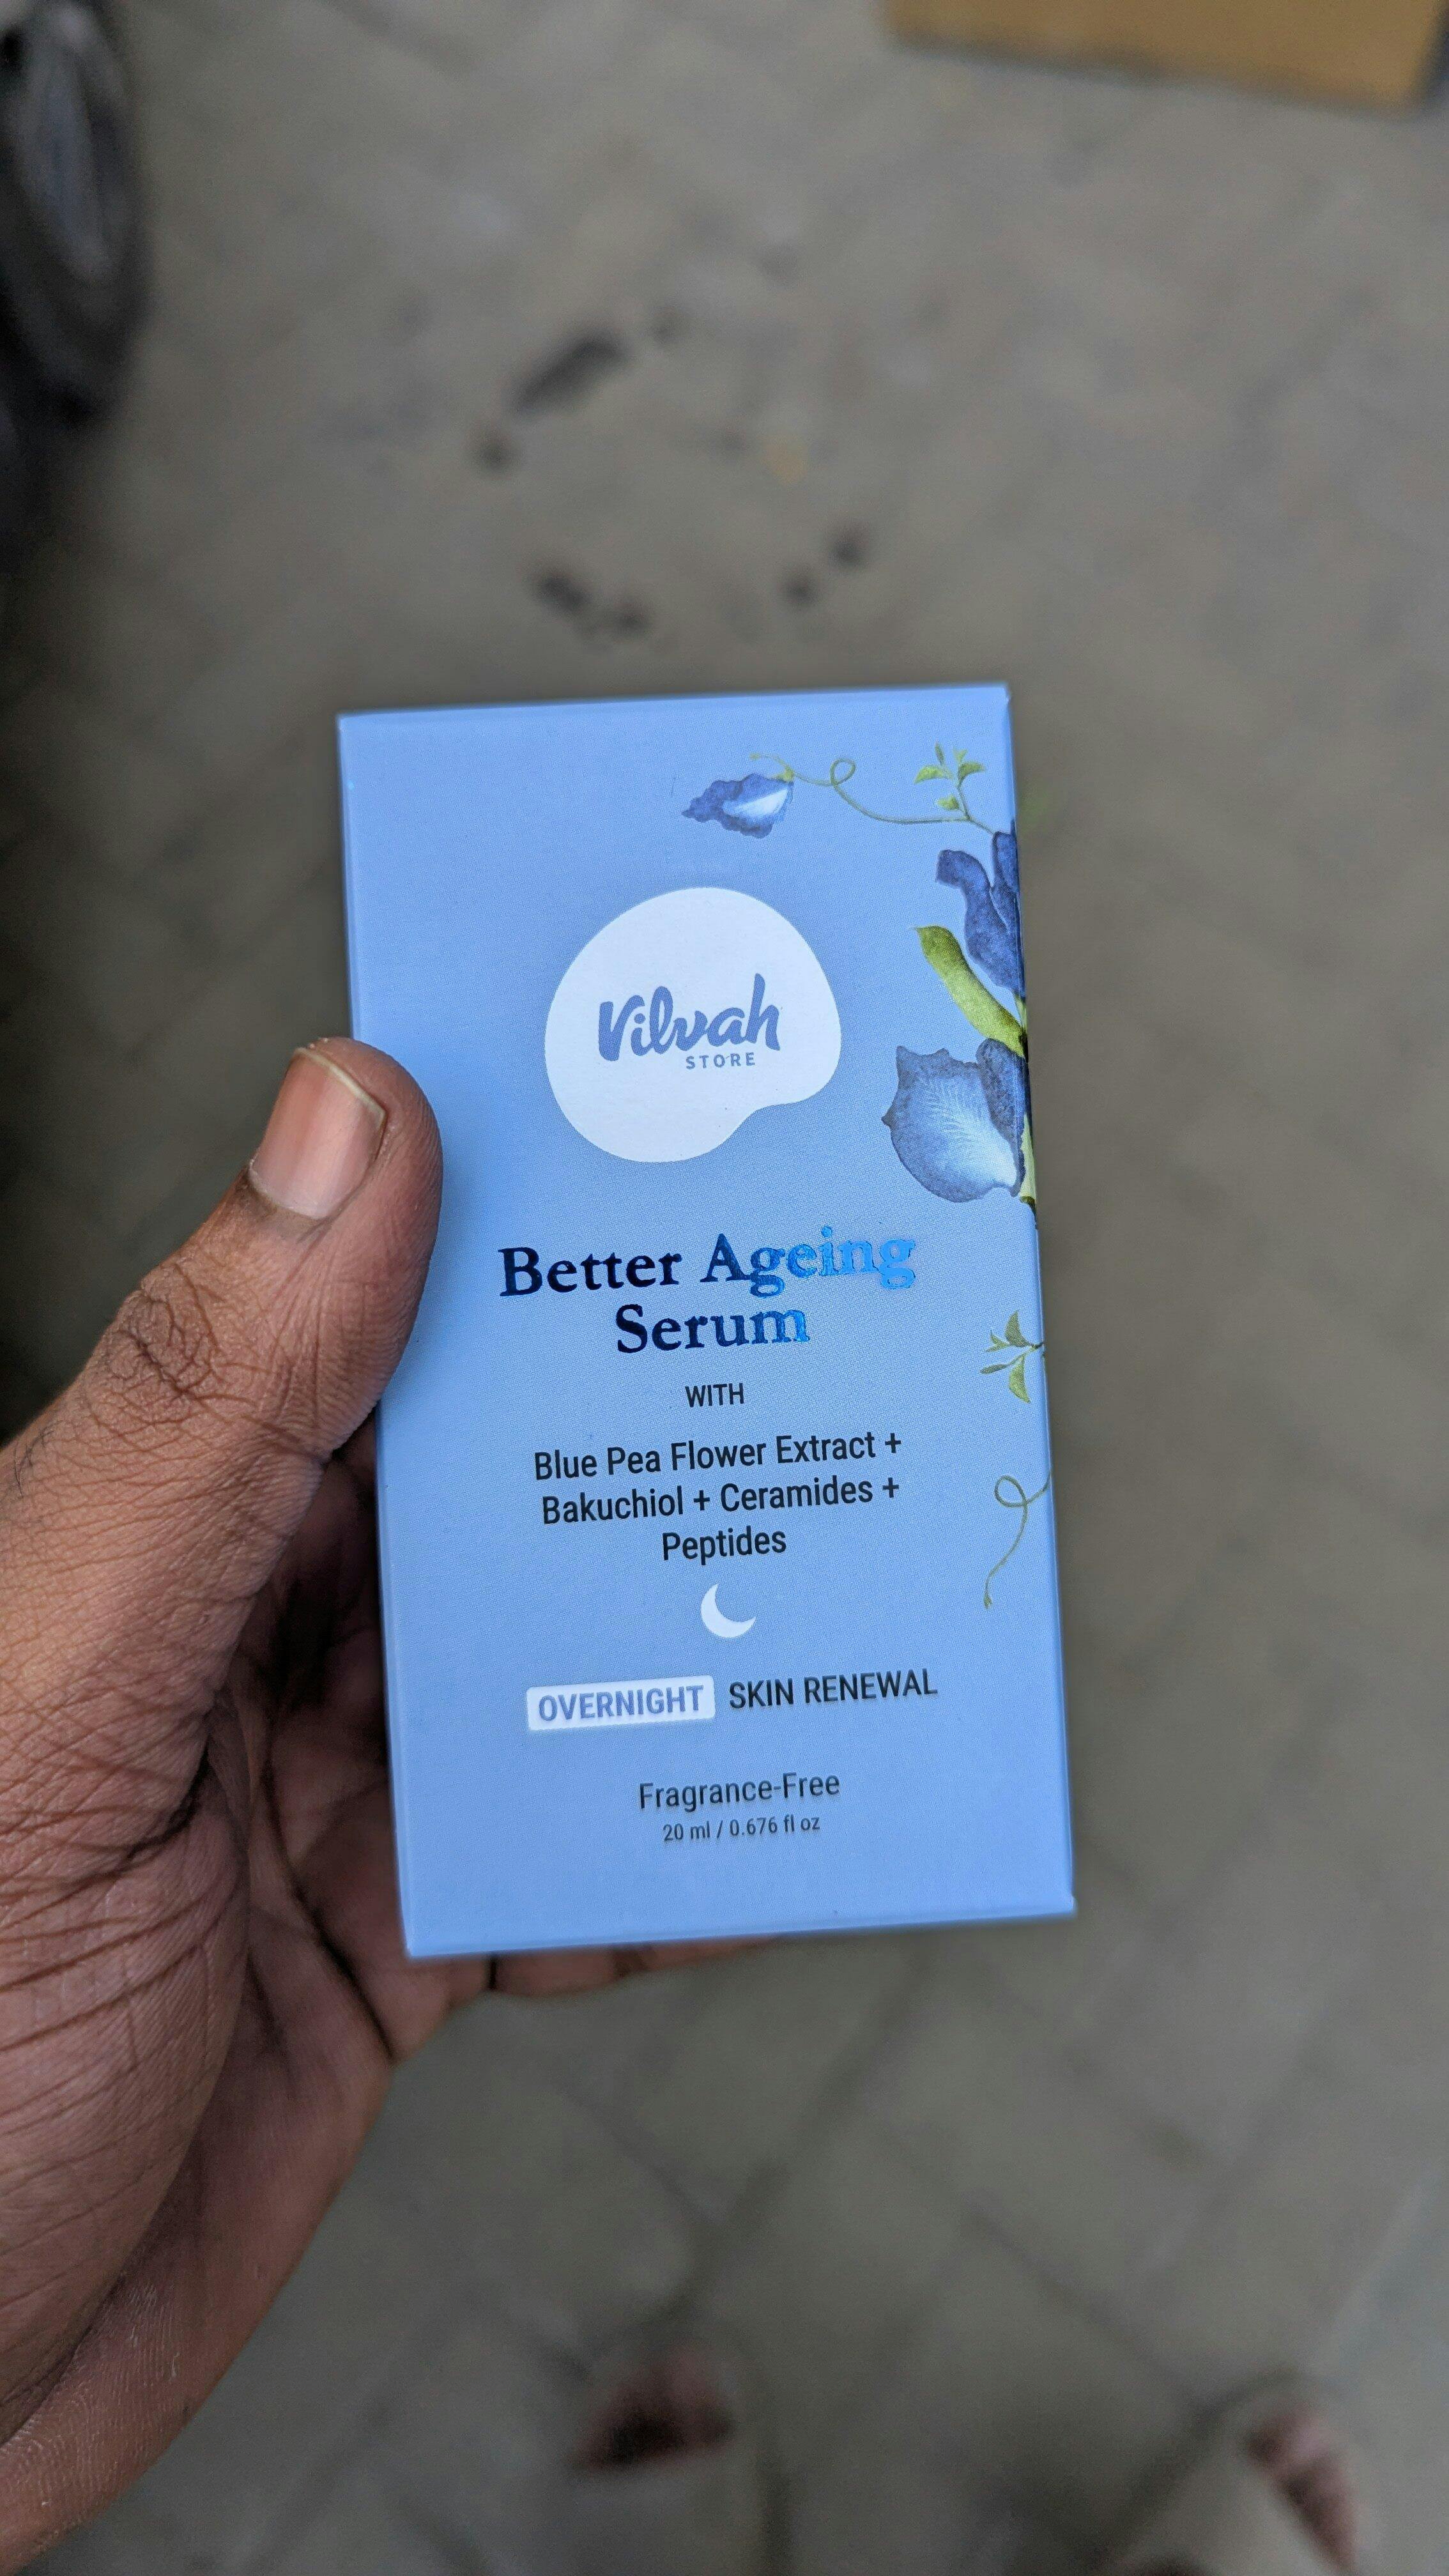 Vilvah
STORE
Better Ageing
Serum
WITH
Blue Pea Flower Extract +
Bakuchiol + Ceramides +
Peptides
OVERNIGHT SKIN RENEWAL
Fragrance-Free
20 ml / 0.676 fl oz